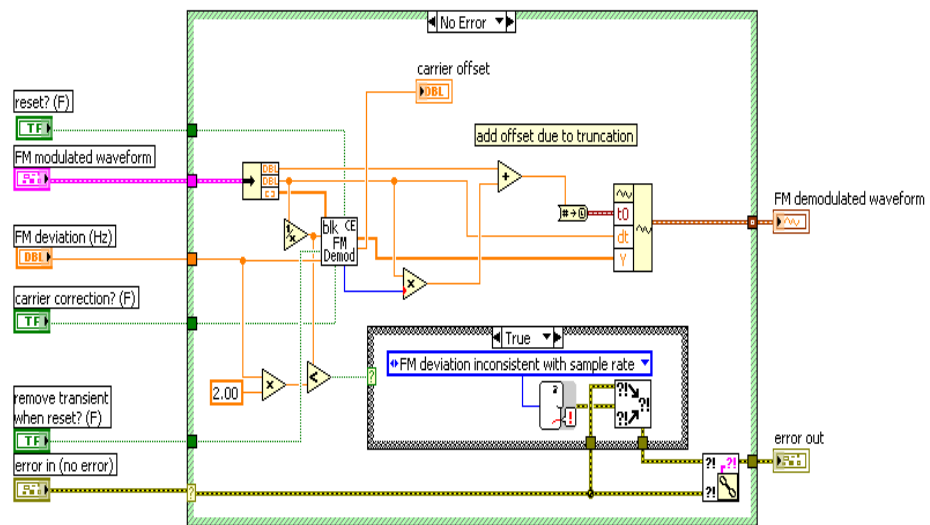 No Error
carrier offset
DBL
reset? (F)
TF
FM modulated waveform
add offset due to truncation
DBL
DBL
t0
dt
Y
FM demodulated waveform
1/x
blk CE
FM
Demod
FM deviation (Hz)
DBL
carrier correction? (F)
TF
+
x
True
FM deviation inconsistent with sample rate
2.00
x
<
?
remove transient
when reset? (F)
TF
error in (no error)
?
?!
?!
?!
error out
?!
?!
?!